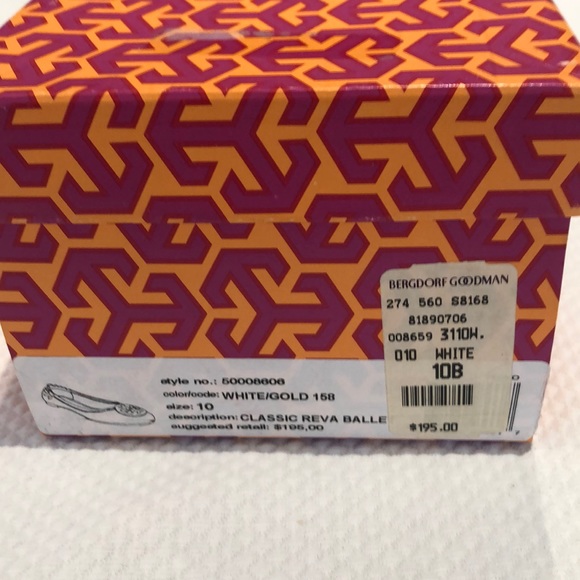 BERGDORF GOODMAN
274 560 S8168
81890706
008659 3110W.
010 WHITE
10B
$195.00
style no.: 50008606
color/code: WHITE/GOLD 158
size: 10
description: CLASSIC REVA BALLE
suggested retail: $195.00